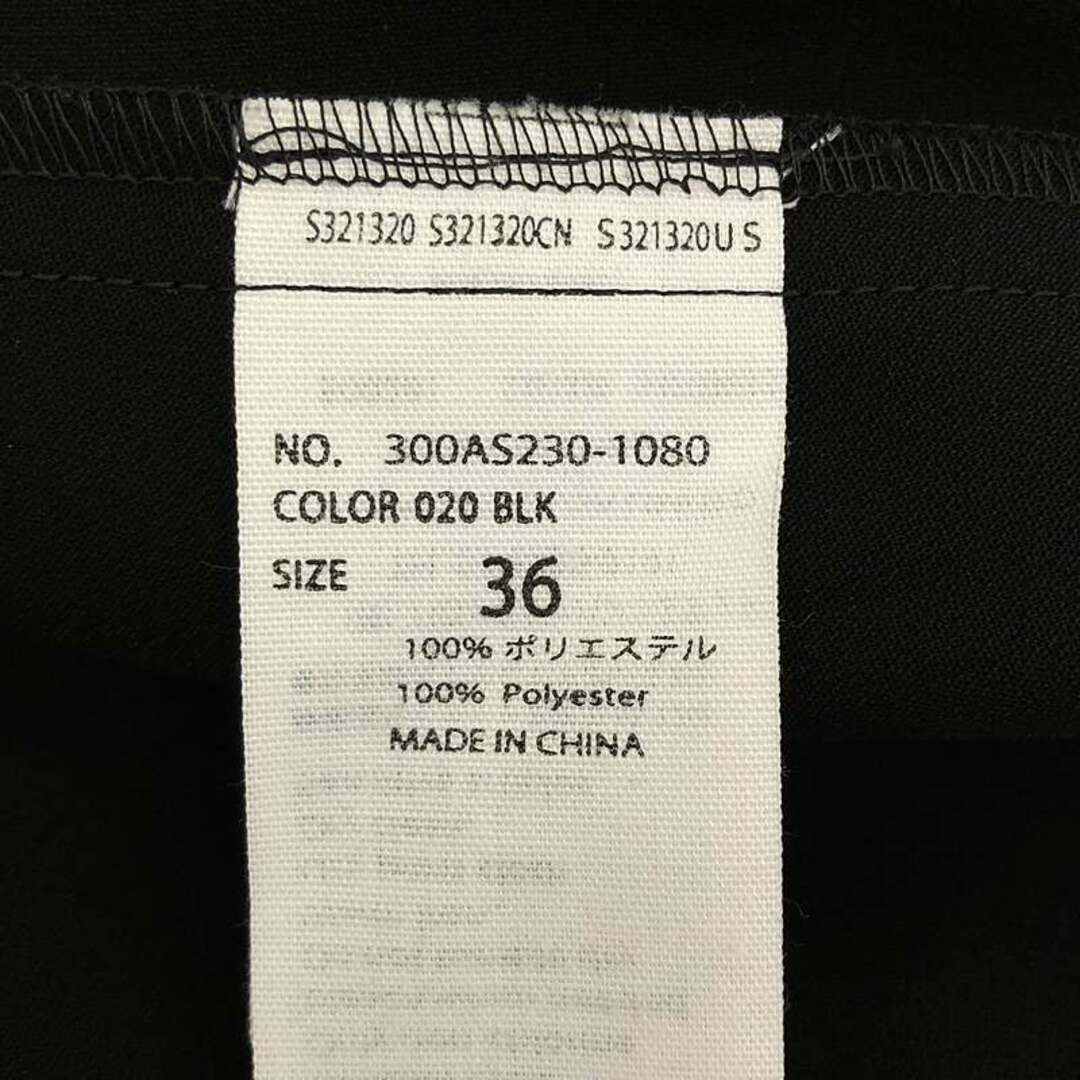 S321320 S321320CN S321320US
NO. 300AS230-1080
COLOR 020 BLK
SIZE 36
100% ポリエステル
100% Polyester
MADE IN CHINA